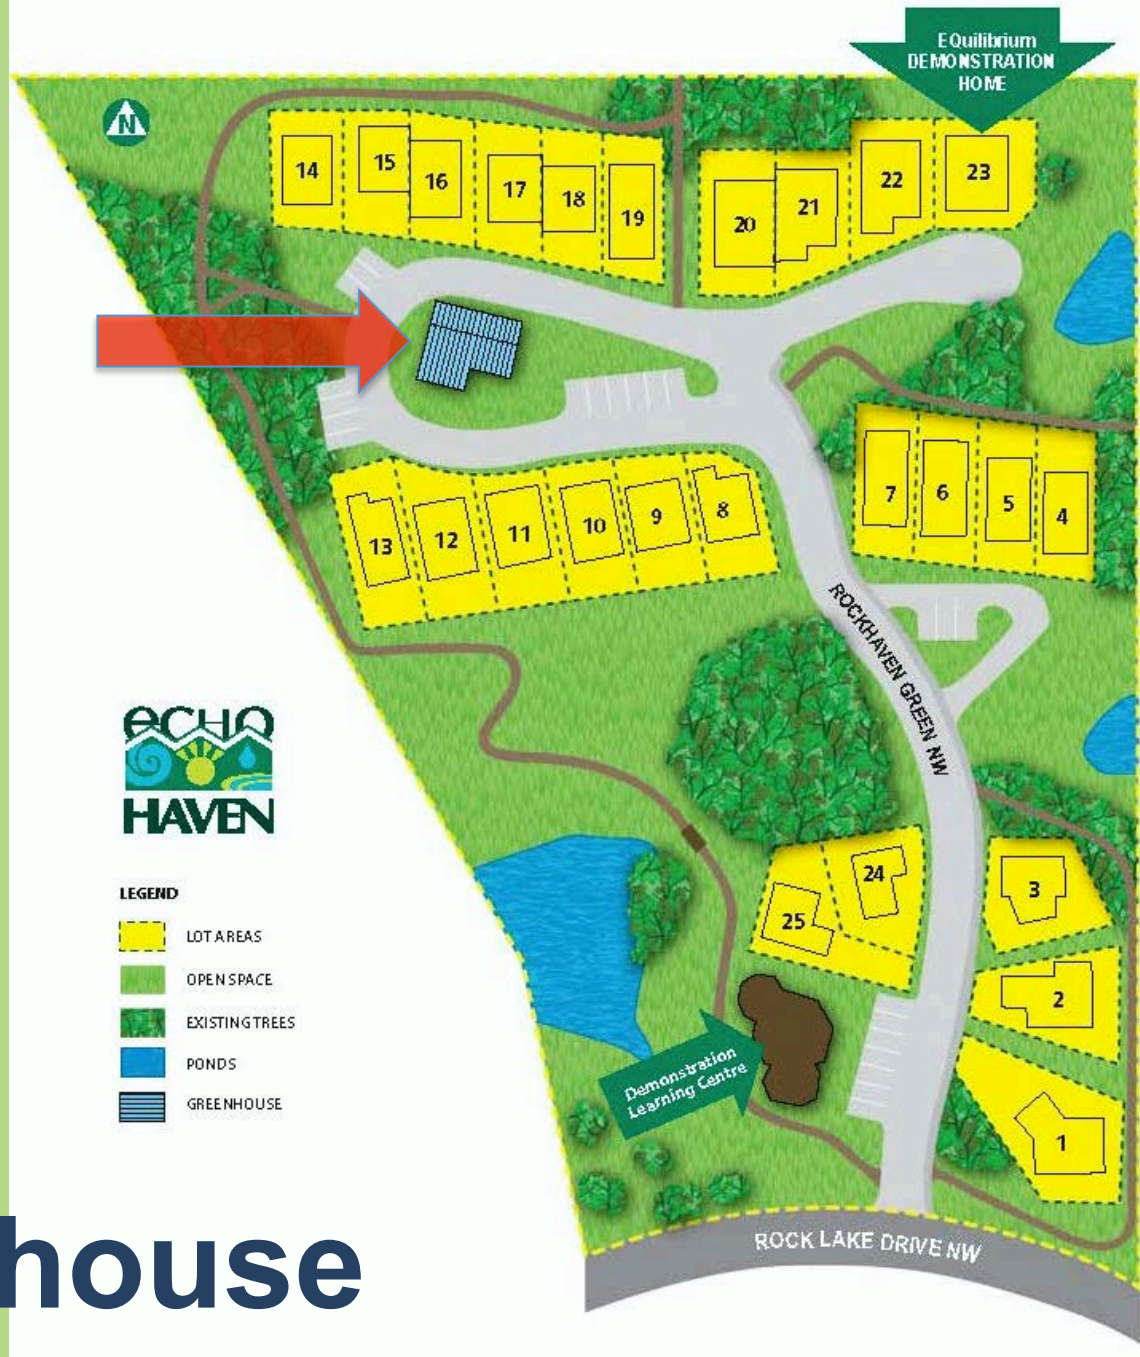 EQuilibrium
DEMONSTRATION
HOME
N
14
15
16
17
18
19
20
21
22
23
7
6
5
4
13
12
11
10
9
8
ROCKHAVEN GREEN NW
ECHO
HAVEN
LEGEND
LOT AREAS
OPEN SPACE
EXISTING TREES
PONDS
GREENHOUSE
24
25
3
2
1
Demonstration
Learning Centre
ROCK LAKE DRIVE NW
house